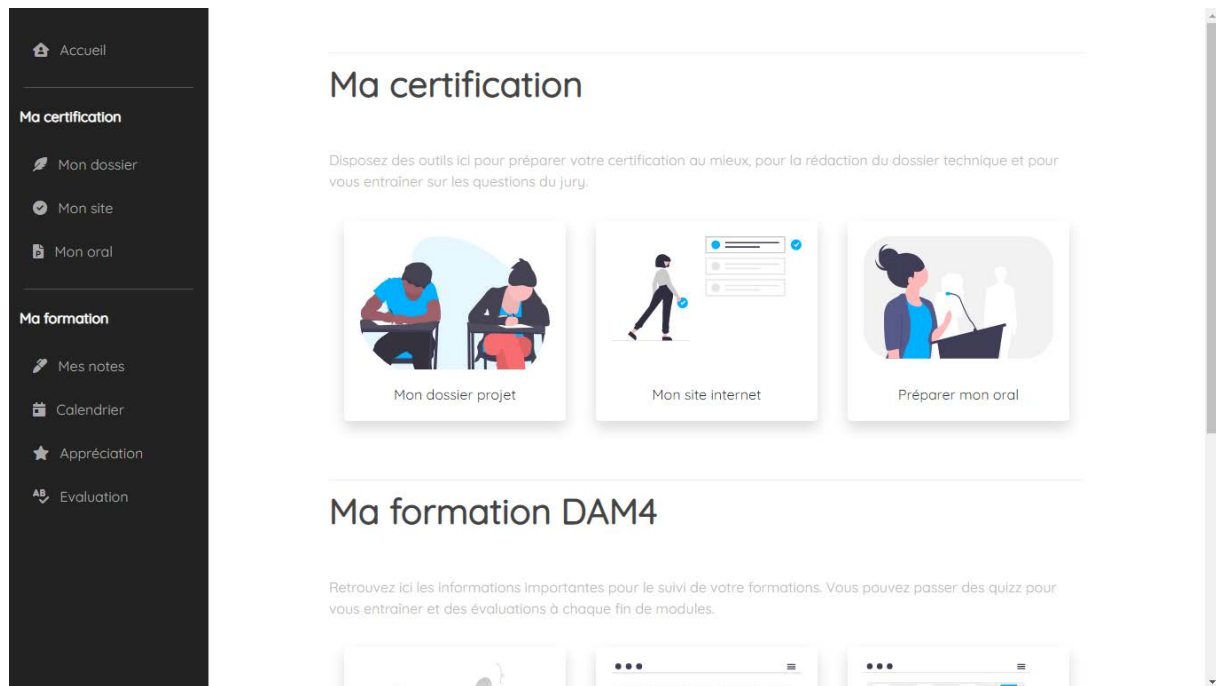 Accueil
Ma certification
Mon dossier
Mon site
Mon oral
Ma formation
Mes notes
Calendrier
Appréciation
Evaluation
Ma certification
Disposez des outils ici pour préparer votre certification au mieux, pour la rédaction du dossier technique et pour
vous entraîner sur les questions du jury.
Mon dossier projet
Mon site internet
Préparer mon oral
Ma formation DAM4
Retrouvez ici les informations importantes pour le suivi de votre formations. Vous pouvez passer des quizz pour
vous entraîner et des évaluations à chaque fin de modules.